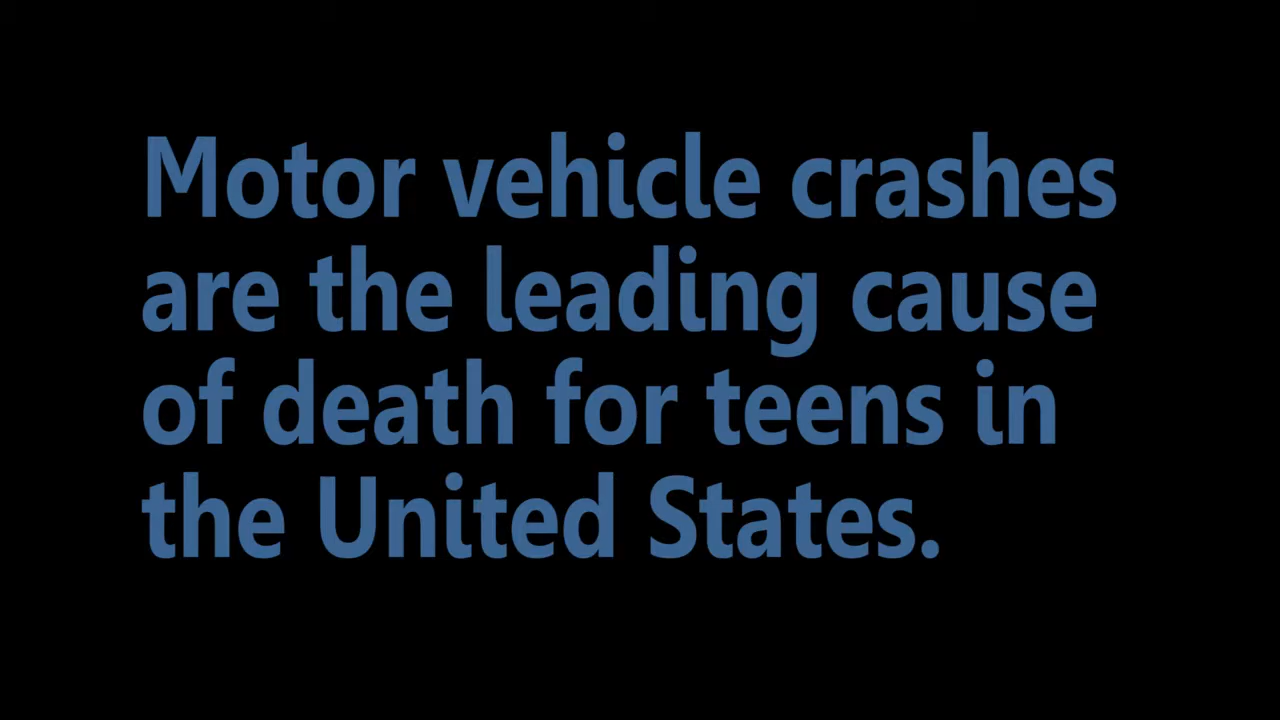 Motor vehicle crashes
are the leading cause
of death for teens in
the United States.